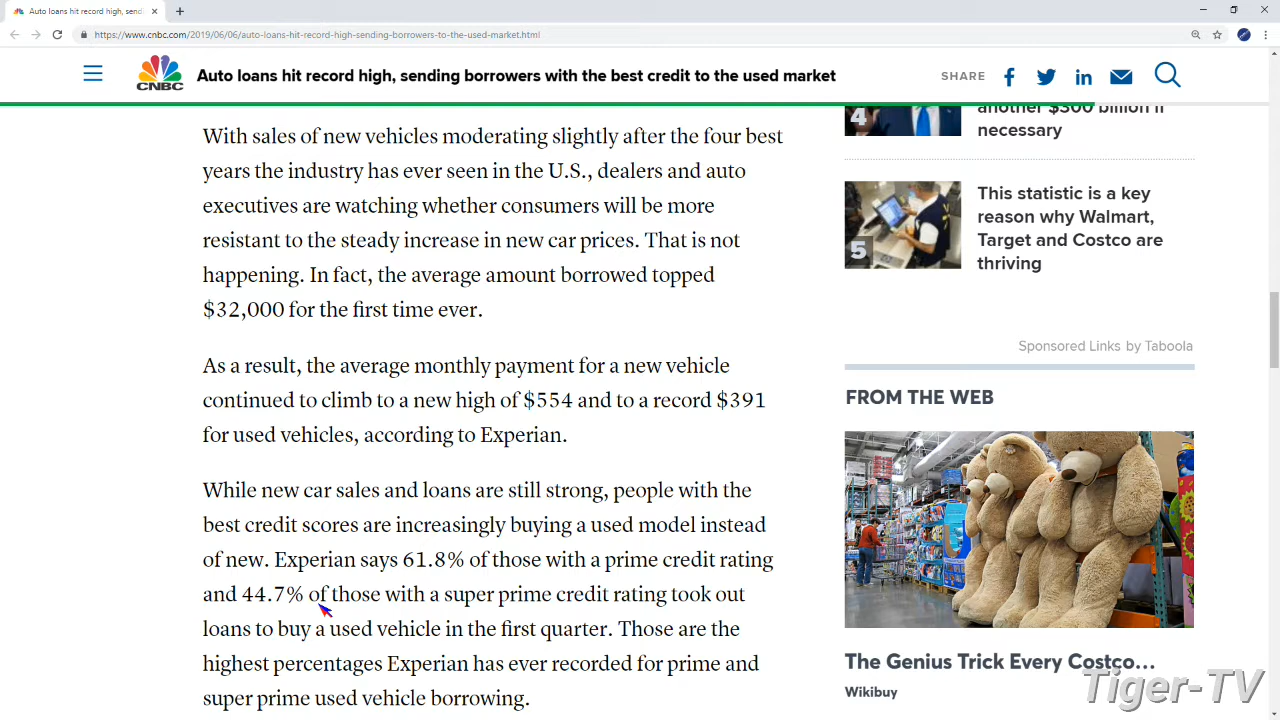 Auto loans hit record high, send
https://www.cnbc.com/2019/06/06/auto-loans-hit-record-high-sending-borrowers-to-the-used-market.html
CNBC
Auto loans hit record high, sending borrowers with the best credit to the used market
SHARE
With sales of new vehicles moderating slightly after the four best
years the industry has ever seen in the U.S., dealers and auto
executives are watching whether consumers will be more
resistant to the steady increase in new car prices. That is not
happening. In fact, the average amount borrowed topped
$32,000 for the first time ever.
As a result, the average monthly payment for a new vehicle
continued to climb to a new high of $554 and to a record $391
for used vehicles, according to Experian.
While new car sales and loans are still strong, people with the
best credit scores are increasingly buying a used model instead
of new. Experian says 61.8% of those with a prime credit rating
and 44.7% of those with a super prime credit rating took out
loans to buy a used vehicle in the first quarter. Those are the
highest percentages Experian has ever recorded for prime and
super prime used vehicle borrowing.
4
another $300 billion if
necessary
5
This statistic is a key
reason why Walmart,
Target and Costco are
thriving
Sponsored Links by Taboola
FROM THE WEB
The Genius Trick Every Costco…
Wikibuy
Tiger-TV